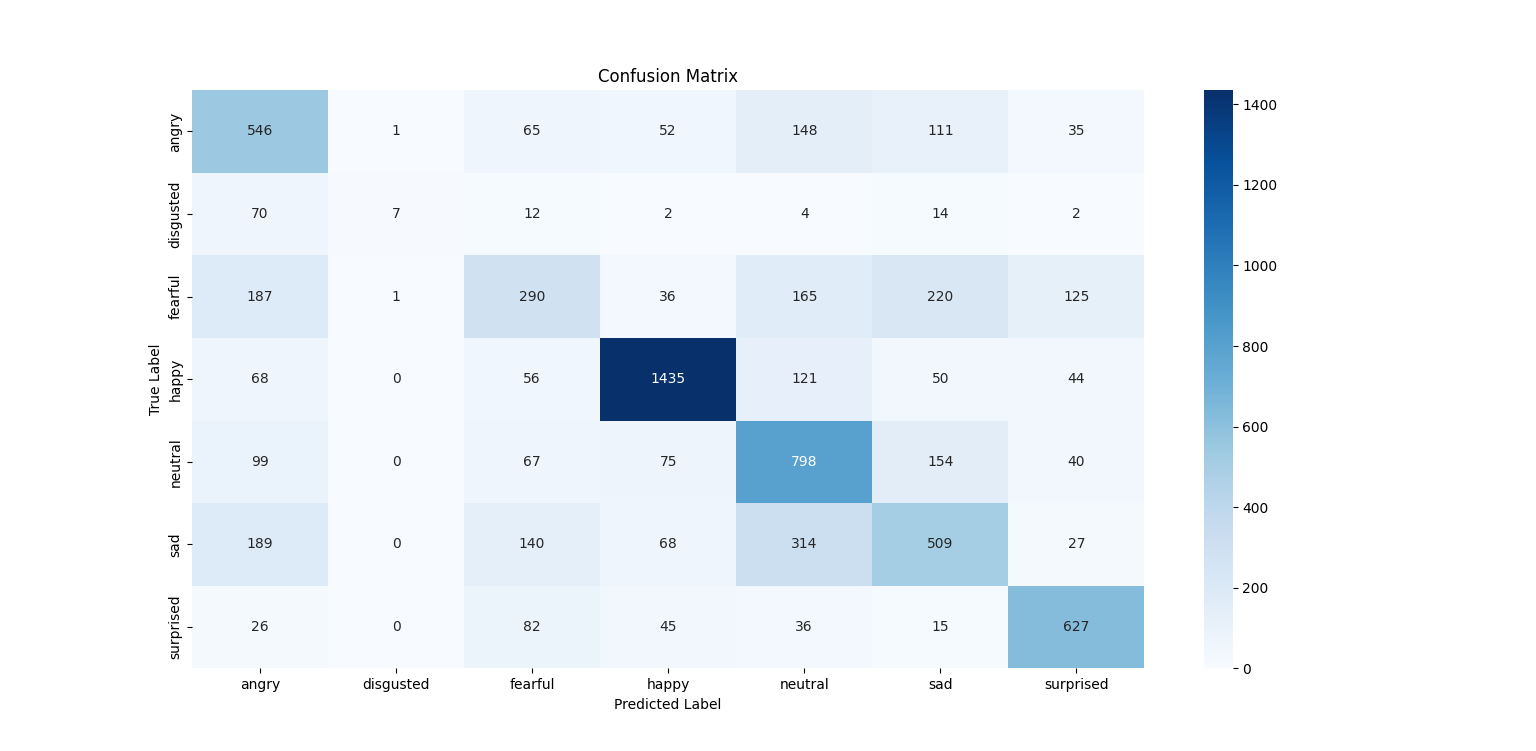 Confusion Matrix
angry 546 1 65 52 148 111 35
disgusted 70 7 12 2 4 14 2
fearful 187 1 290 36 165 220 125
happy 68 0 56 1435 121 50 44
neutral 99 0 67 75 798 154 40
sad 189 0 140 68 314 509 27
surprised 26 0 82 45 36 15 627
True Label
angry disgusted fearful happy neutral sad surprised
Predicted Label
1400
1200
1000
800
600
400
200
0